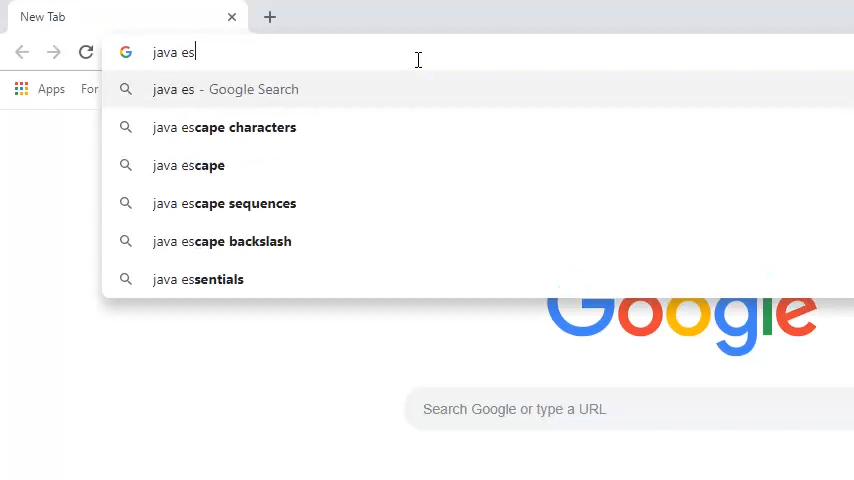 New Tab
java es
Apps For
java es - Google Search
java escape characters
java escape
java escape sequences
java escape backslash
java essentials
Google
Search Google or type a URL